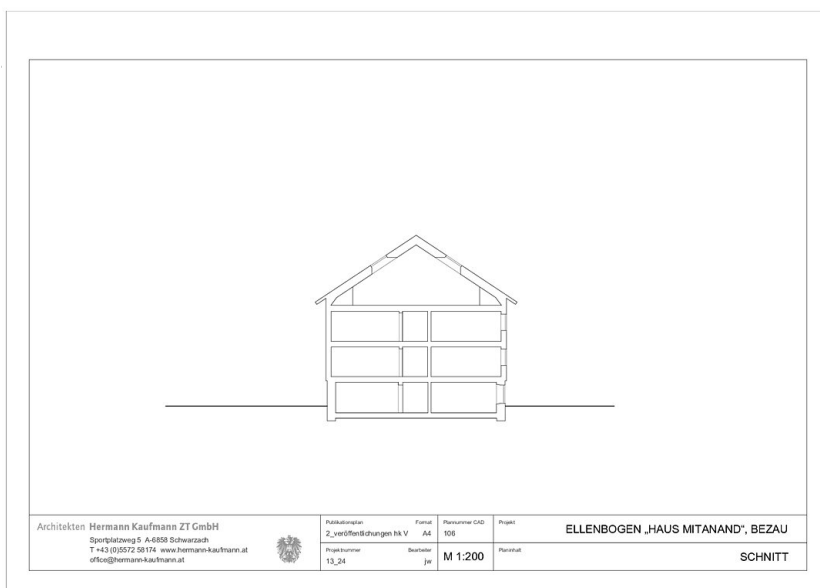 Architekten Hermann Kaufmann ZT GmbH
Sportplatzweg 5 A-6858 Schwarzach
T +43 (0)5572 58174 www.hermann-kaufmann.at
office@hermann-kaufmann.at
Publikationsplan Format
2_veröffentlichungen hk V A4
Projektnummer Bearbeiter
13_24 jw
Plannummer CAD
106
M 1:200
Projekt
ELLENBOGEN „HAUS MITANAND", BEZAU
Planinhalt
SCHNITT